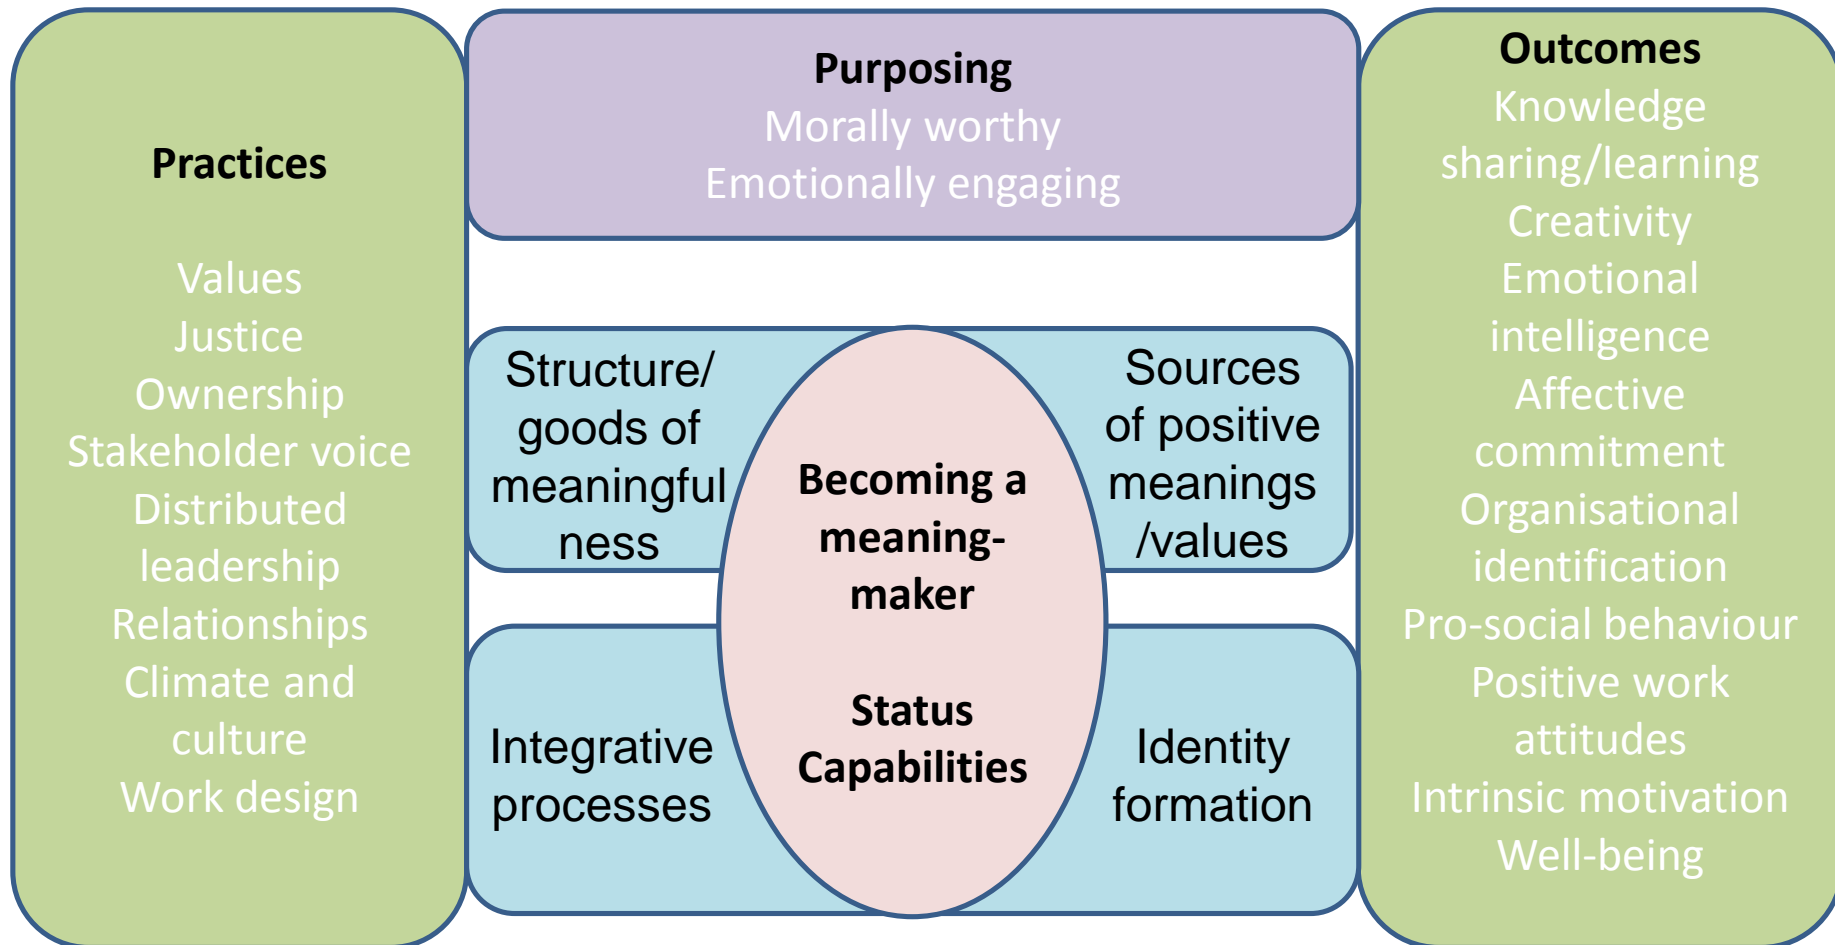 Practices
Values
Justice
Ownership
Stakeholder voice
Distributed
leadership
Relationships
Climate and
culture
Work design
Purposing
Morally worthy
Emotionally engaging
Structure/
goods of
meaningful
ness
Sources
of positive
meanings
/values
Becoming a
meaning-
maker
Status
Capabilities
Integrative
processes
Identity
formation
Outcomes
Knowledge
sharing/learning
Creativity
Emotional
intelligence
Affective
commitment
Organisational
identification
Pro-social behaviour
Positive work
attitudes
Intrinsic motivation
Well-being